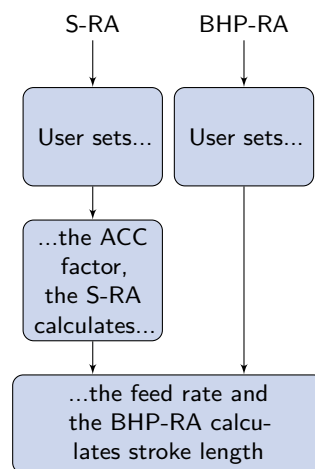 S-RA
BHP-RA
User sets...
User sets...
...the ACC
factor,
the S-RA
calculates...
...the feed rate and
the BHP-RA calcu-
lates stroke length